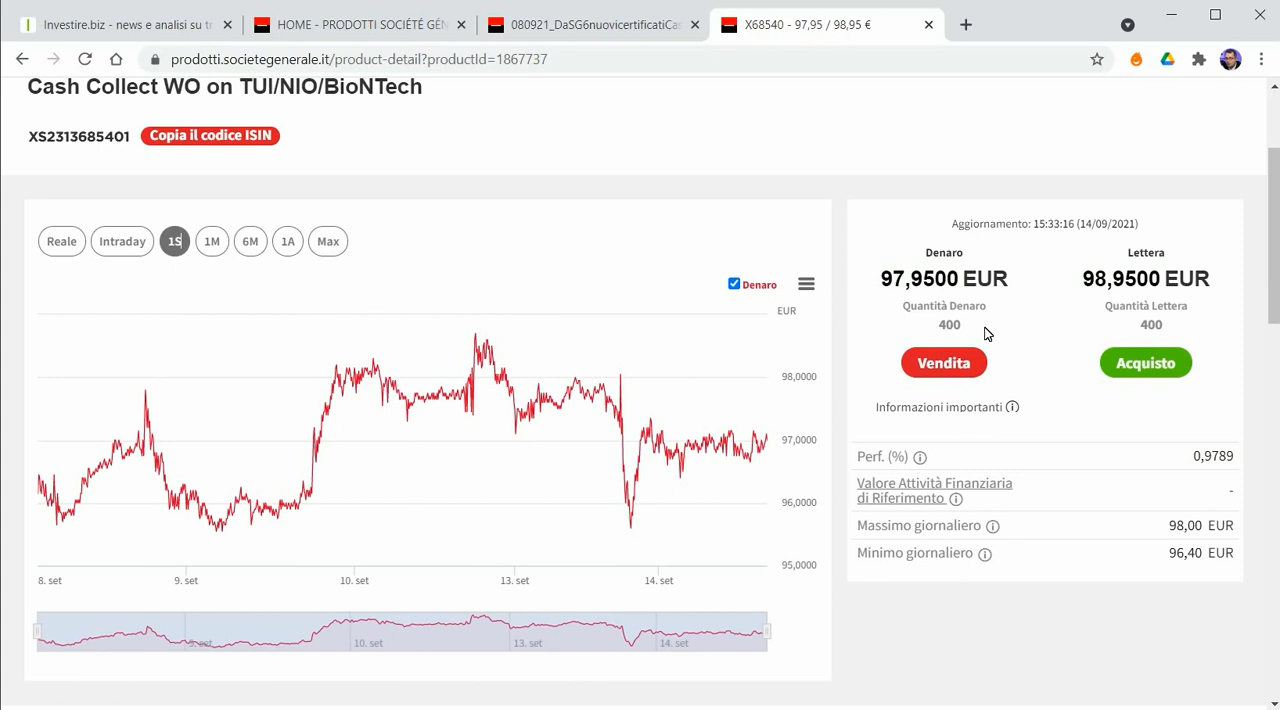 Investire.biz - news e analisi su tr
HOME - PRODOTTI SOCIÉTÉ GÉN
080921_DaSG6nuovicertificatiCas
X68540 - 97,95 / 98,95 €
prodotti.societegenerale.it/product-detail?productId=1867737
Cash Collect WO on TUI/NIO/BioNTech
XS2313685401 Copia il codice ISIN
Reale Intraday 1S 1M 6M 1A Max
Denaro
EUR
98,0000
97,0000
96,0000
95,0000
8. set 9. set 10. set 13. set 14. set
9. set 10. set 13. set 14. set
Aggiornamento: 15:33:16 (14/09/2021)
Denaro Lettera
97,9500 EUR 98,9500 EUR
Quantità Denaro Quantità Lettera
400 400
Vendita Acquisto
Informazioni importanti
Perf. (%) 0,9789
Valore Attività Finanziaria
di Riferimento -
Massimo giornaliero 98,00 EUR
Minimo giornaliero 96,40 EUR